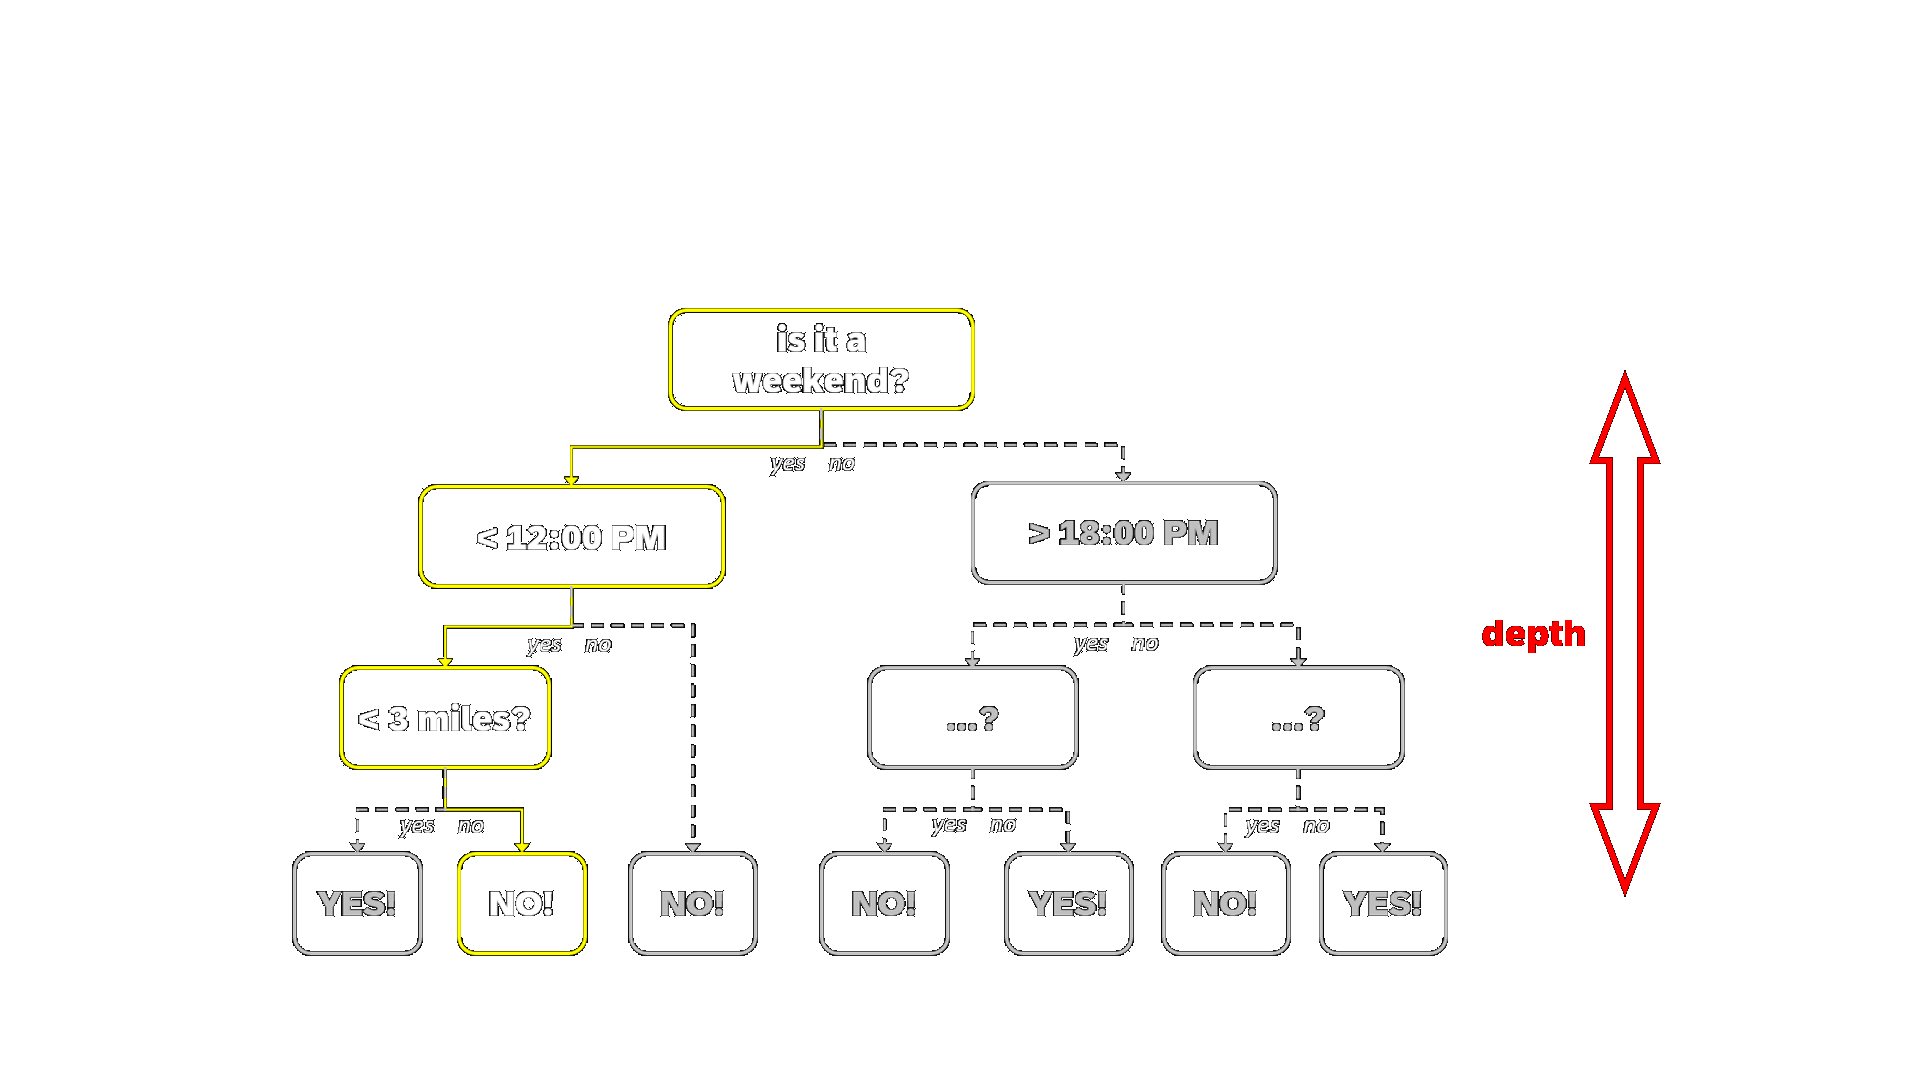 is it a
weekend?
yes no
< 12:00 PM
> 18:00 PM
yes no
yes no
depth
< 3 miles?
...?
...?
yes no
yes no
yes no
YES!
NO!
NO!
NO!
YES!
NO!
YES!